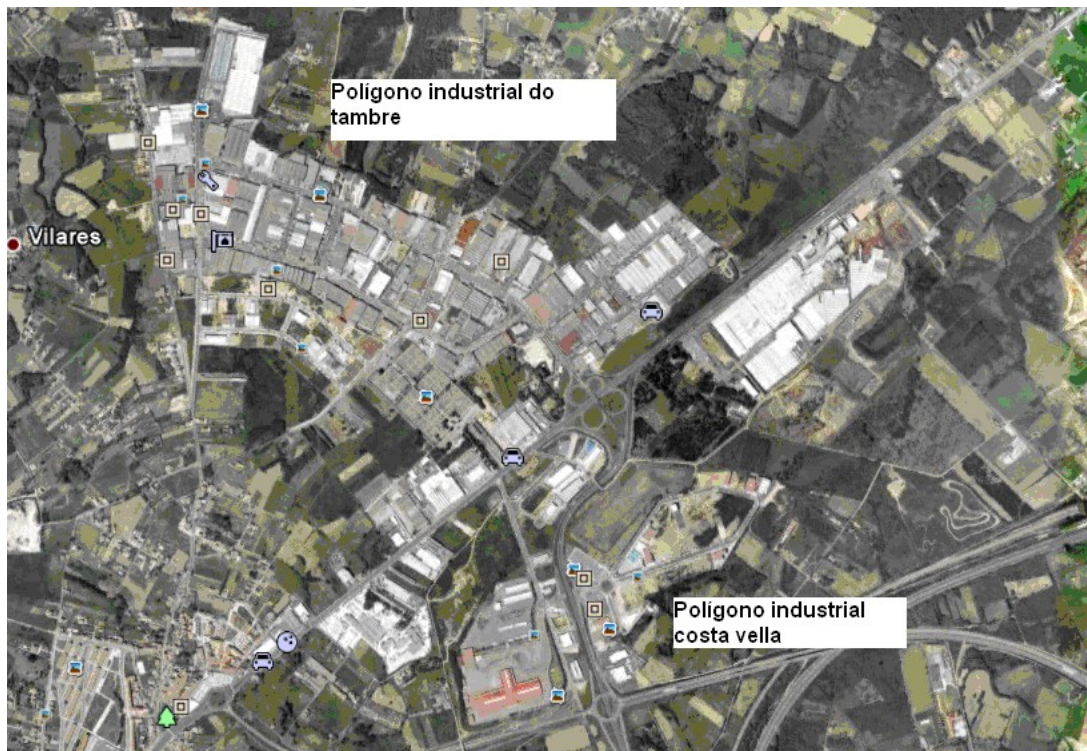 Polígono industrial do
tambre
Vilares
Polígono industrial
costa vella